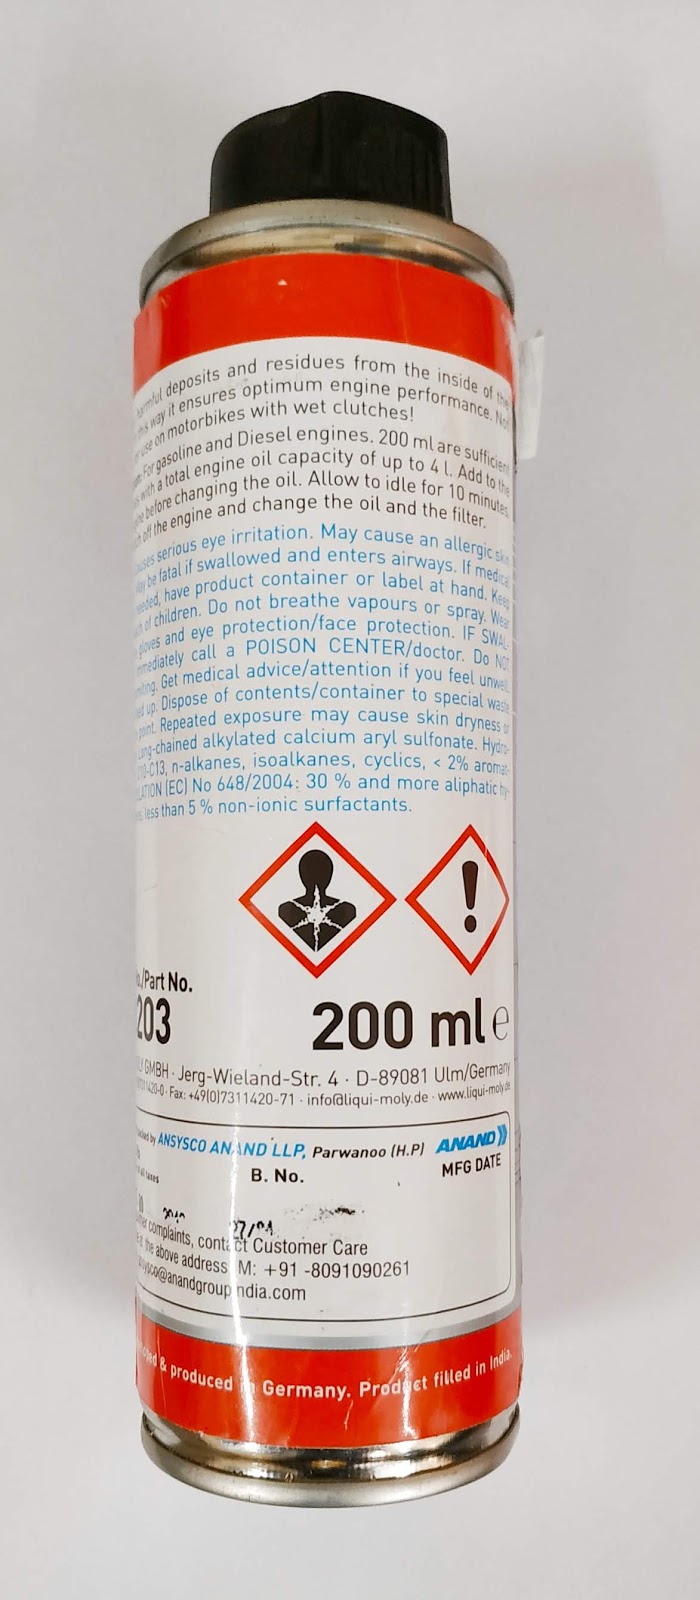 deposits and residues from the inside of the
way it ensures optimum engine performance. Not
use on motorbikes with wet clutches!
For gasoline and Diesel engines. 200 ml are sufficient
with a total engine oil capacity of up to 4 l. Add to the
before changing the oil. Allow to idle for 10 minutes.
off the engine and change the oil and the filter.
serious eye irritation. May cause an allergic skin
be fatal if swallowed and enters airways. If medical
needed, have product container or label at hand. Keep
of children. Do not breathe vapours or spray. Wear
gloves and eye protection/face protection. IF SWAL-
immediately call a POISON CENTER/doctor. Do NOT
Get medical advice/attention if you feel unwell.
up. Dispose of contents/container to special waste
point. Repeated exposure may cause skin dryness or
Long-chained alkylated calcium aryl sulfonate. Hydro-
C10-C13, n-alkanes, isoalkanes, cyclics, < 2% aromat-
(EC) No 648/2004: 30 % and more aliphatic hy-
less than 5 % non-ionic surfactants.
/Part No.
203
200 ml e
GMBH · Jerg-Wieland-Str. 4 · D-89081 Ulm/Germany
Fax: +49(0)7311420-71 · info@liqui-moly.de · www.liqui-moly.de
by ANSYSCO ANAND LLP, Parwanoo (H.P) ANAND
B. No. MFG DATE
all taxes
complaints, contact Customer Care
at the above address M: +91 -8091090261
@anandgroupindia.com
& produced in Germany. Product filled in India.